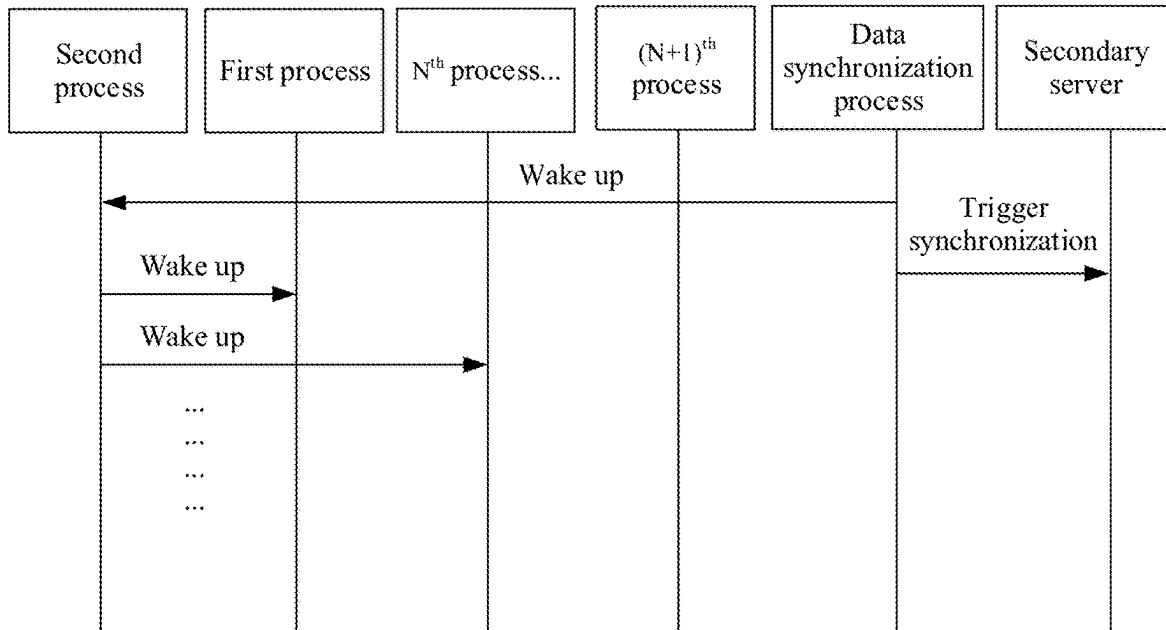 Second
process
First process
Nᵗʰ process...
(N+1)ᵗʰ
process
Data
synchronization
process
Secondary
server
Wake up
Trigger
synchronization
Wake up
Wake up
...
...
...
...